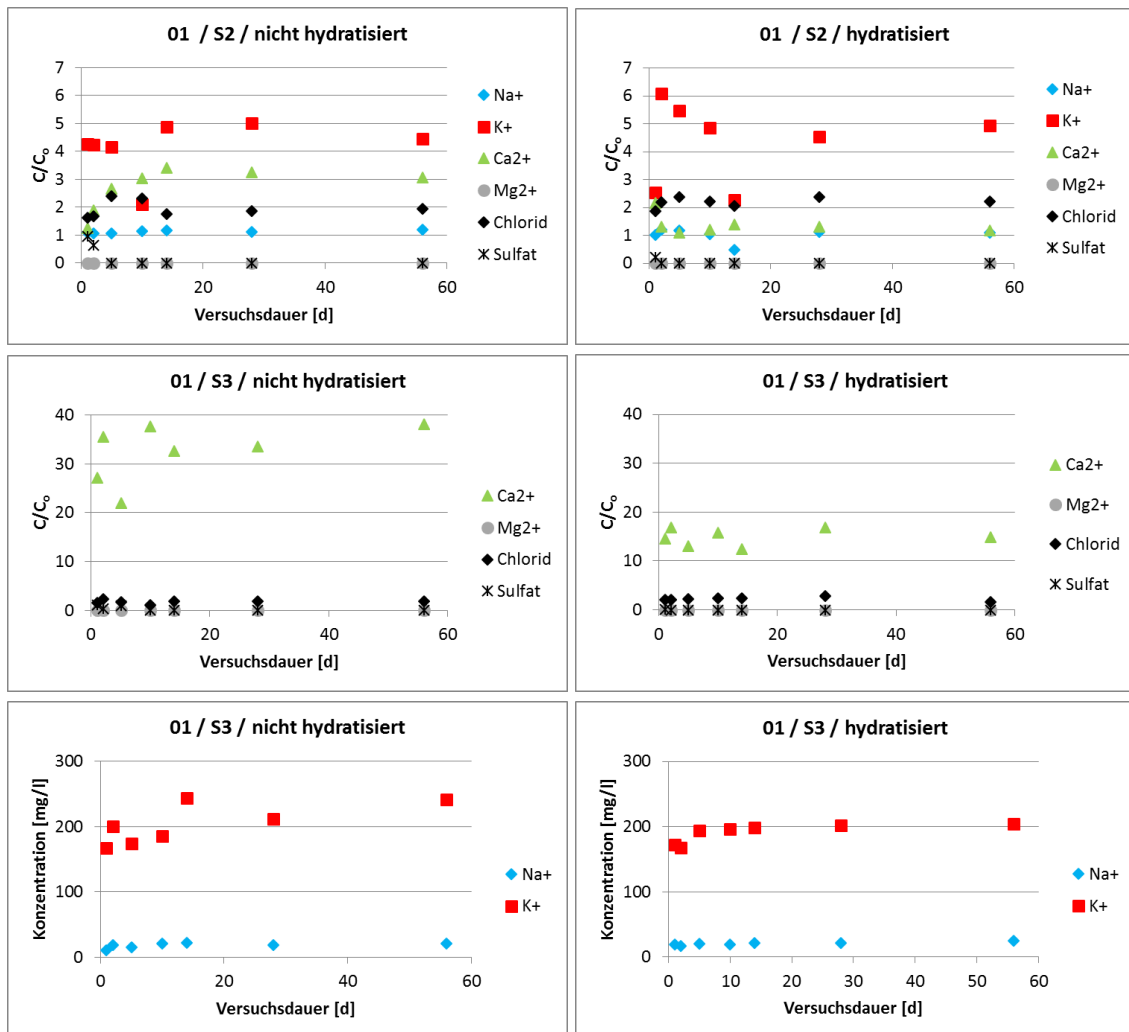 01 / S2 / nicht hydratisiert
7
6
5
4
3
2
1
0
C/Co
0 20 40 60
Versuchsdauer [d]
Na+
K+
Ca2+
Mg2+
Chlorid
Sulfat
01 / S2 / hydratisiert
7
6
5
4
3
2
1
0
C/Co
0 20 40 60
Versuchsdauer [d]
Na+
K+
Ca2+
Mg2+
Chlorid
Sulfat
01 / S3 / nicht hydratisiert
40
30
20
10
0
C/Co
0 20 40 60
Versuchsdauer [d]
Ca2+
Mg2+
Chlorid
Sulfat
01 / S3 / hydratisiert
40
30
20
10
0
C/Co
0 20 40 60
Versuchsdauer [d]
Ca2+
Mg2+
Chlorid
Sulfat
01 / S3 / nicht hydratisiert
300
200
100
0
Konzentration [mg/l]
0 20 40 60
Versuchsdauer [d]
Na+
K+
01 / S3 / hydratisiert
300
200
100
0
Konzentration [mg/l]
0 10 20 30 40 50 60
Versuchsdauer [d]
Na+
K+